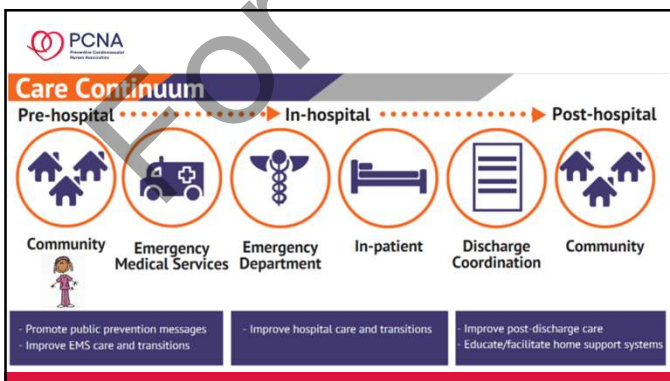 PCNA
Preventive Cardiovascular
Nurses Association
Care Continuum
Pre-hospital
In-hospital
Post-hospital
Community
Emergency
Medical Services
Emergency
Department
In-patient
Discharge
Coordination
Community
- Promote public prevention messages
- Improve EMS care and transitions
- Improve hospital care and transitions
- Improve post-discharge care
- Educate/facilitate home support systems
For